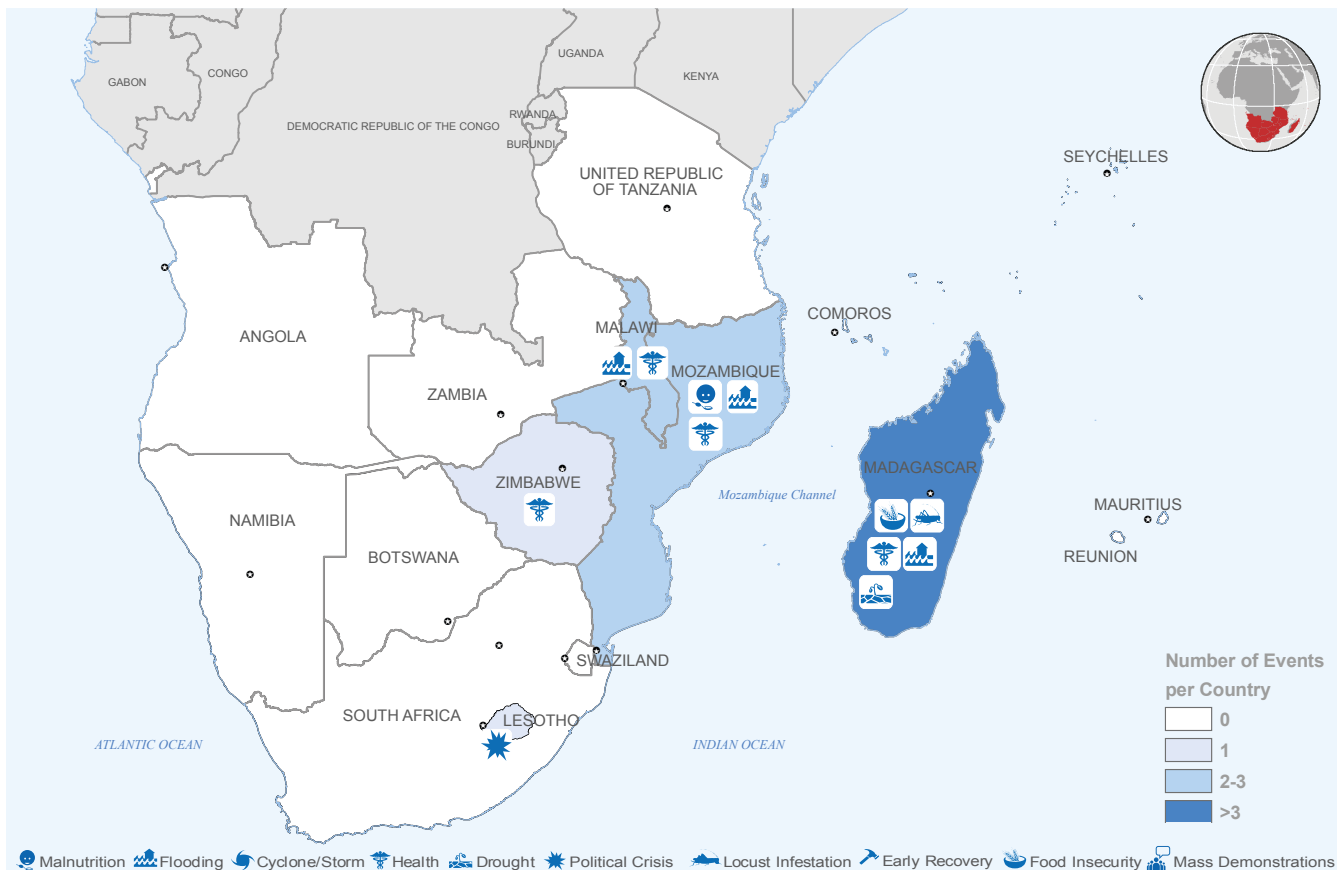 UGANDA
CONGO
GABON
KENYA
RWANDA
DEMOCRATIC REPUBLIC OF THE CONGO
BURUNDI
SEYCHELLES
UNITED REPUBLIC
OF TANZANIA
COMOROS
MALAWI
ANGOLA
MOZAMBIQUE
ZAMBIA
MADAGASCAR
ZIMBABWE
Mozambique Channel
MAURITIUS
NAMIBIA
BOTSWANA
REUNION
SWAZILAND
Number of Events
per Country
SOUTH AFRICA
LESOTHO
0
ATLANTIC OCEAN
INDIAN OCEAN
1
2-3
>3
Malnutrition Flooding Cyclone/Storm Health Drought Political Crisis Locust Infestation Early Recovery Food Insecurity Mass Demonstrations